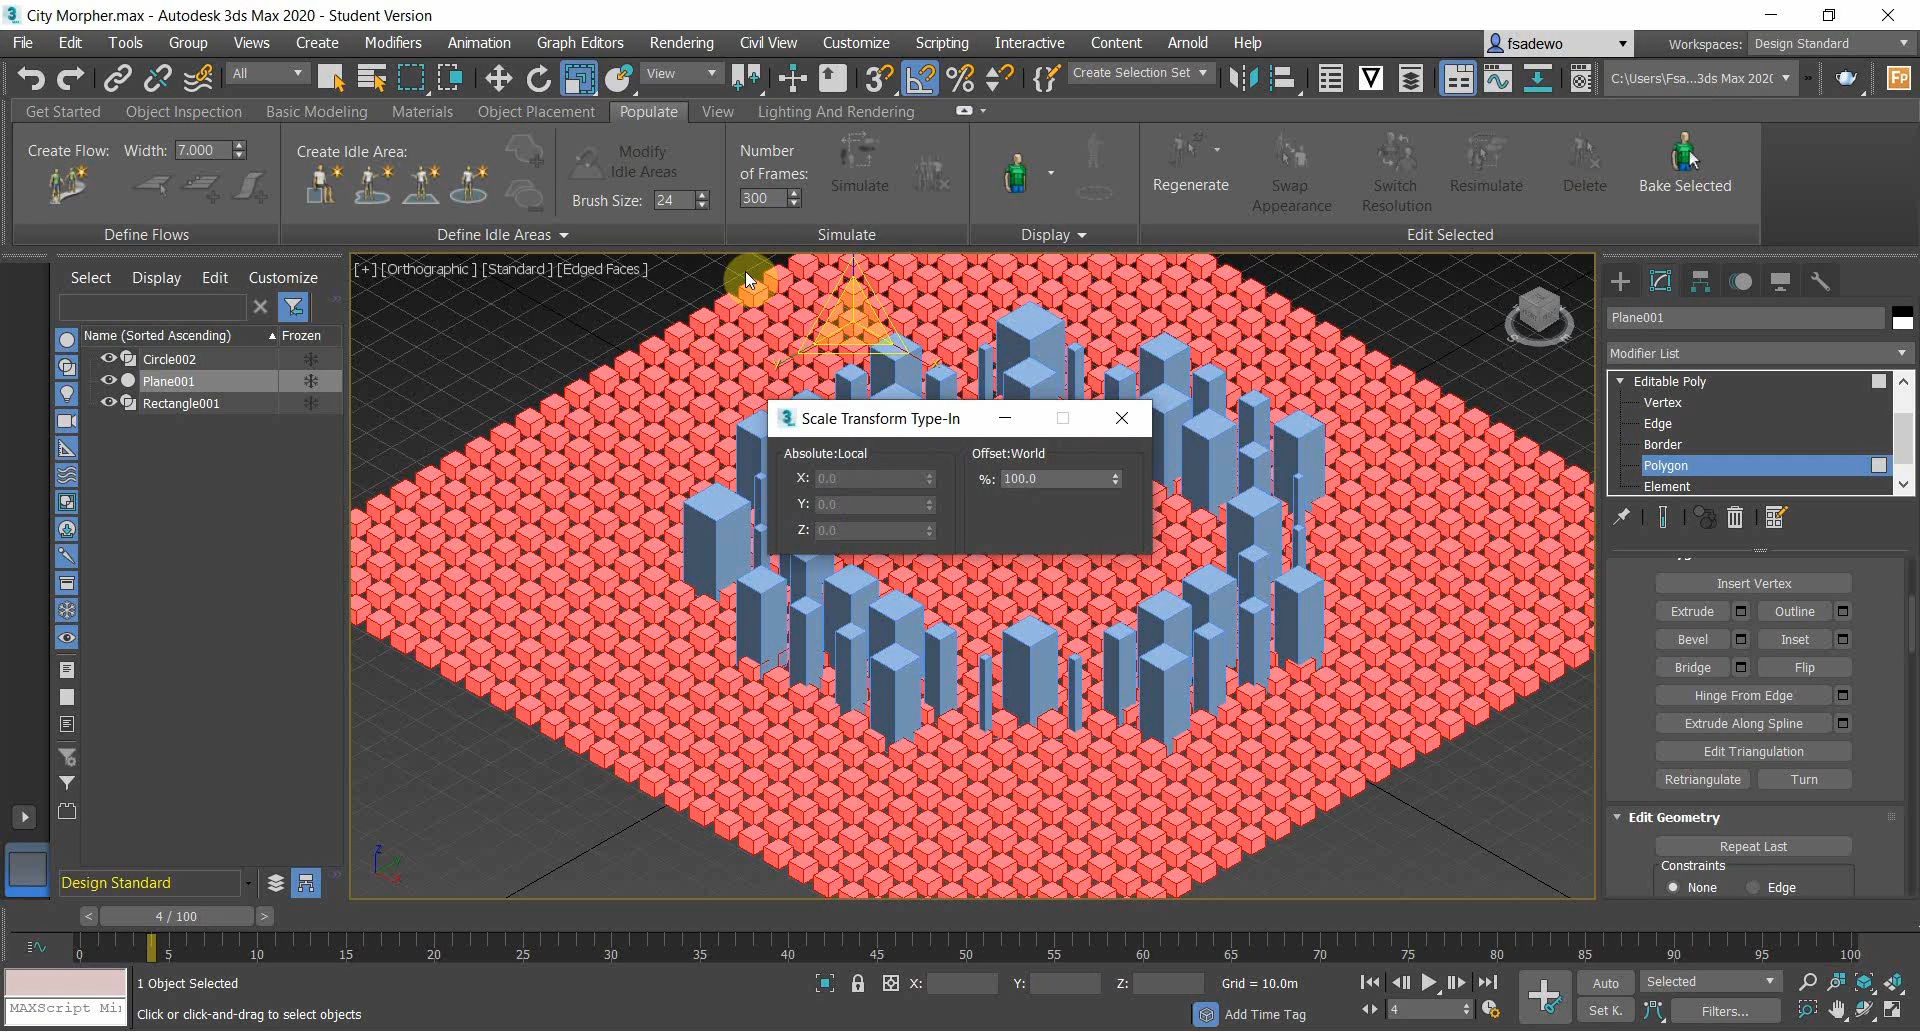 City Morpher.max - Autodesk 3ds Max 2020 - Student Version
File Edit Tools Group Views Create Modifiers Animation Graph Editors Rendering Civil View Customize Scripting Interactive Content Arnold Help fsadewo Workspaces: Design Standard
All View Create Selection Set C:\Users\Fsa...3ds Max 202(
Get Started Object Inspection Basic Modeling Materials Object Placement Populate View Lighting And Rendering
Create Flow: Width: 7.000
Create Idle Area:
Modify
Idle Areas
Brush Size: 24
Number
of Frames:
300
Simulate
Regenerate
Swap
Appearance
Switch
Resolution
Resimulate
Delete
Bake Selected
Define Flows Define Idle Areas Simulate Display Edit Selected
Select Display Edit Customize
Name (Sorted Ascending) Frozen
Circle002
Plane001
Rectangle001
Design Standard
[+] [Orthographic ] [Standard ] [Edged Faces ]
Scale Transform Type-In
Absolute:Local Offset:World
X: 0.0 %: 100.0
Y: 0.0
Z: 0.0
Plane001
Modifier List
Editable Poly
Vertex
Edge
Border
Polygon
Element
Insert Vertex
Extrude Outline
Bevel Inset
Bridge Flip
Hinge From Edge
Extrude Along Spline
Edit Triangulation
Retriangulate Turn
Edit Geometry
Repeat Last
Constraints
None Edge
< 4 / 100 >
0 5 10 15 20 25 30 35 40 45 50 55 60 65 70 75 80 85 90 95 100
1 Object Selected X: Y: Z: Grid = 10.0m Auto Selected
MAXScript Mi
Click or click-and-drag to select objects Add Time Tag 4 Set K. Filters...